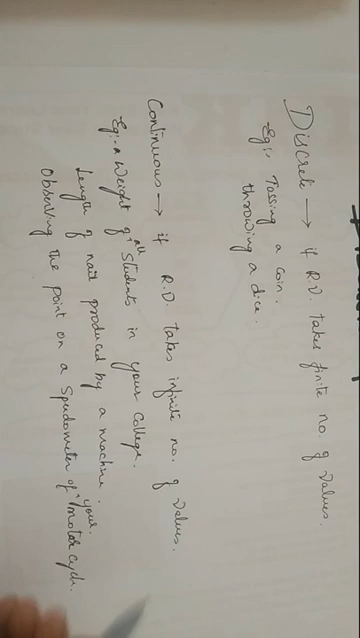 Discrete → if R.V. takes finite no. of values.
Eg:- Tossing a coin.
throwing a dice.
Continuous → if R.V. takes infinite no. of values.
Eg:- a Weight of all students in your college.
Length of nail produced by a machine.
Observing the point on a Speedometer of your motor cycle.